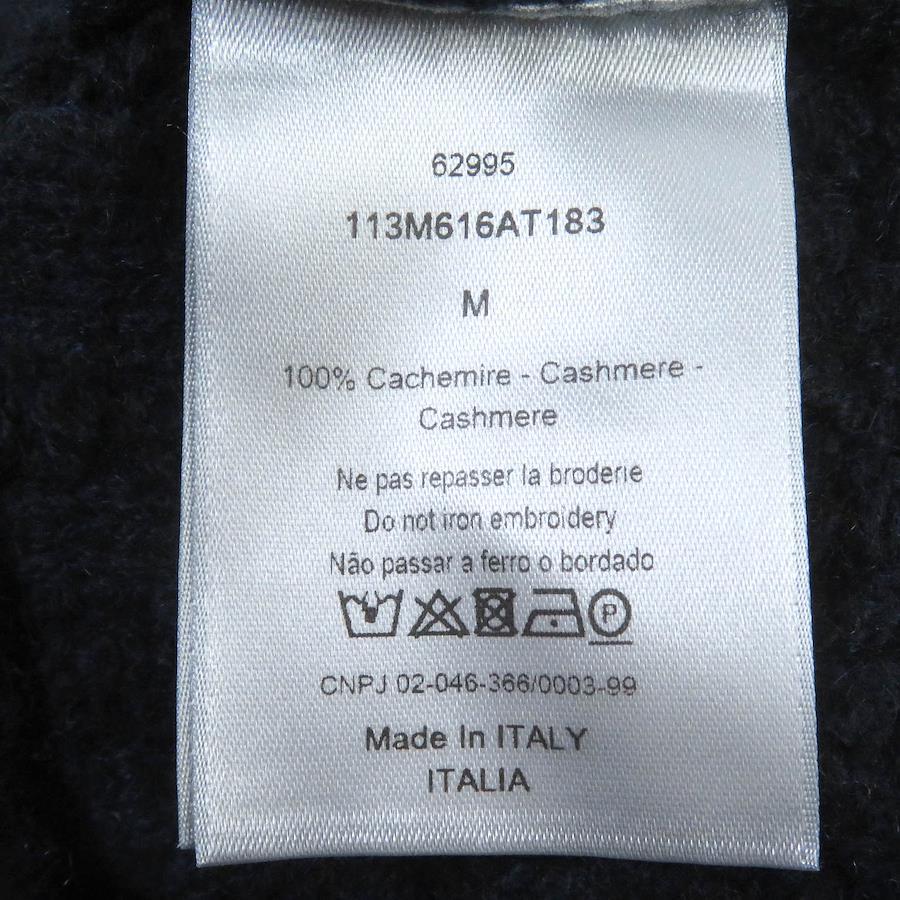 62995
113M616AT183
M
100% Cachemire - Cashmere -
Cashmere
Ne pas repasser la broderie
Do not iron embroidery
Não passar a ferro o bordado
P
CNPJ 02-046-366/0003-99
Made In ITALY
ITALIA